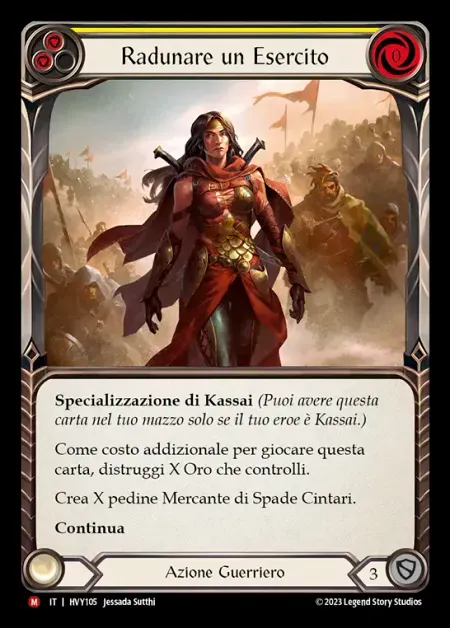 Radunare un Esercito
0
Specializzazione di Kassai (Puoi avere questa
carta nel tuo mazzo solo se il tuo eroe è Kassai.)
Come costo addizionale per giocare questa
carta, distruggi X Oro che controlli.
Crea X pedine Mercante di Spade Cintari.
Continua
Azione Guerriero
3
M IT | HVY105 Jessada Sutthi
© 2023 Legend Story Studios